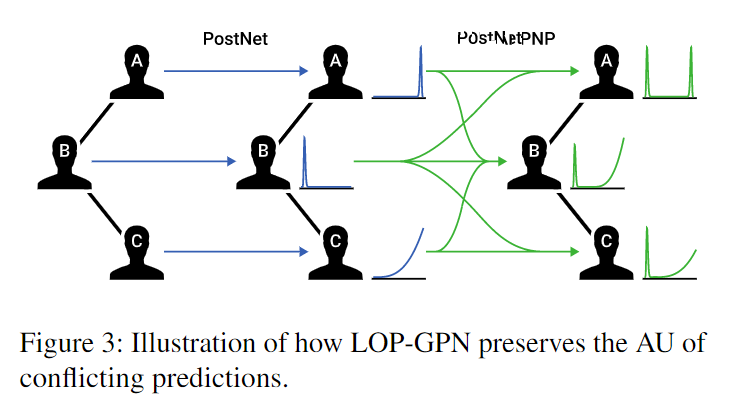 PostNet PostNetPNP
A A A
B B B
C C C
Figure 3: Illustration of how LOP-GPN preserves the AU of
conflicting predictions.